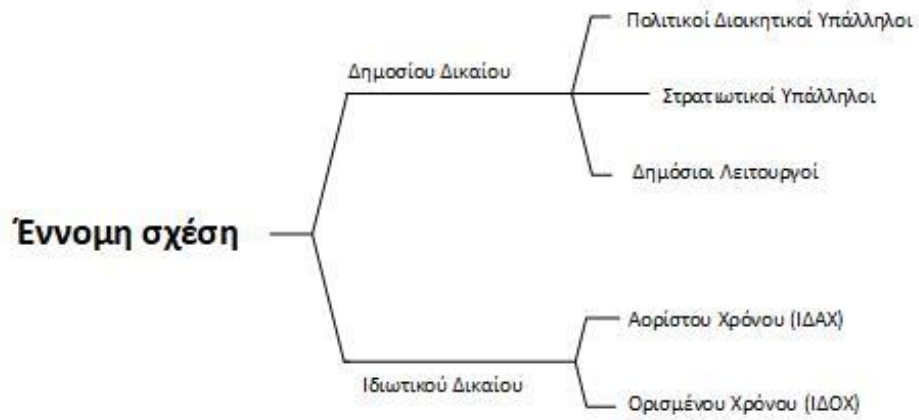 Πολιτικοί Διοικητικοί Υπάλληλοι
Δημοσίου Δικαίου
Στρατιωτικοί Υπάλληλοι
Δημόσιοι Λειτουργοί
Έννομη σχέση
Αορίστου Χρόνου (ΙΔΑΧ)
Ιδιωτικού Δικαίου
Ορισμένου Χρόνου (ΙΔΟΧ)